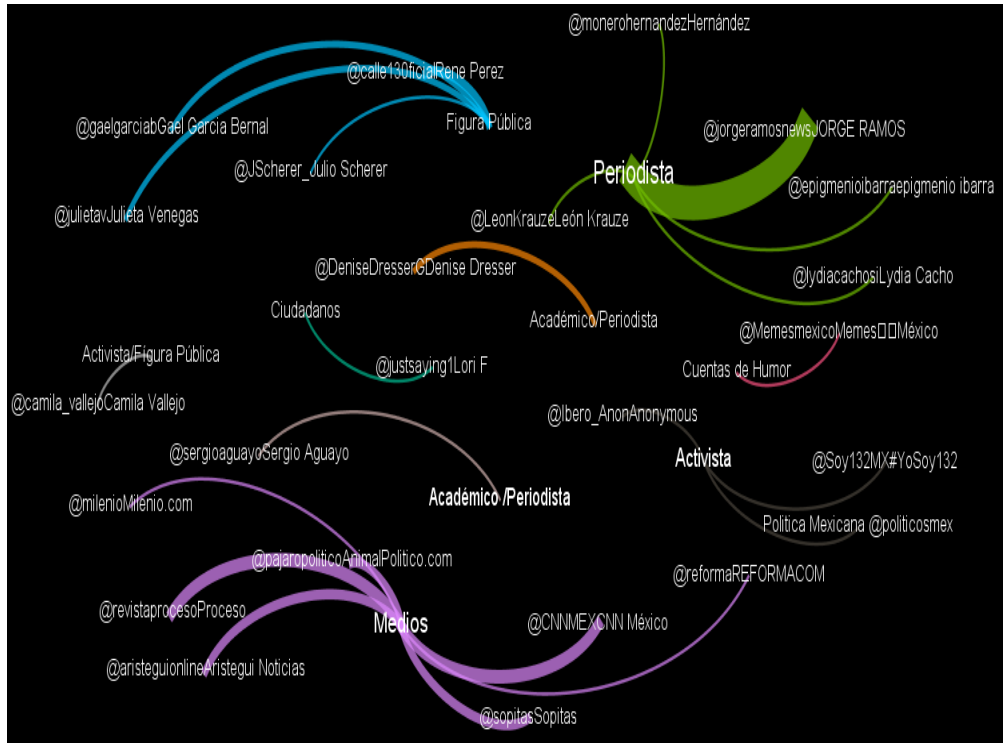 @monerohernandezHernández
@calle13OficialRene Perez
@gaelgarciabGael Garcia Bernal
Figura Pública
@jorgeramosnewsJORGE RAMOS
@JScherer_Julio Scherer
Periodista
@epigmenioibarraepigmenio ibarra
@julietavJulieta Venegas
@LeonKrauzeLeón Krauze
@DeniseDresserGDenise Dresser
@lydiacachosiLydia Cacho
Ciudadanos
Académico/Periodista
@MemesmexicoMemes□□México
Activista/Fígura Pública
@justsaying1Lori F
Cuentas de Humor
@camila_vallejoCamila Vallejo
@Ibero_AnonAnonymous
@sergioaguayoSergio Aguayo
Activista
@Soy132MX#YoSoy132
@milenioMilenio.com
Académico /Periodista
Politica Mexicana @politicosmex
@pajaropoliticoAnimalPolitico.com
@reformaREFORMACOM
@revistaprocesoProceso
Medios
@CNNMEXCNN México
@aristeguionlineAristegui Noticias
@sopitasSopitas